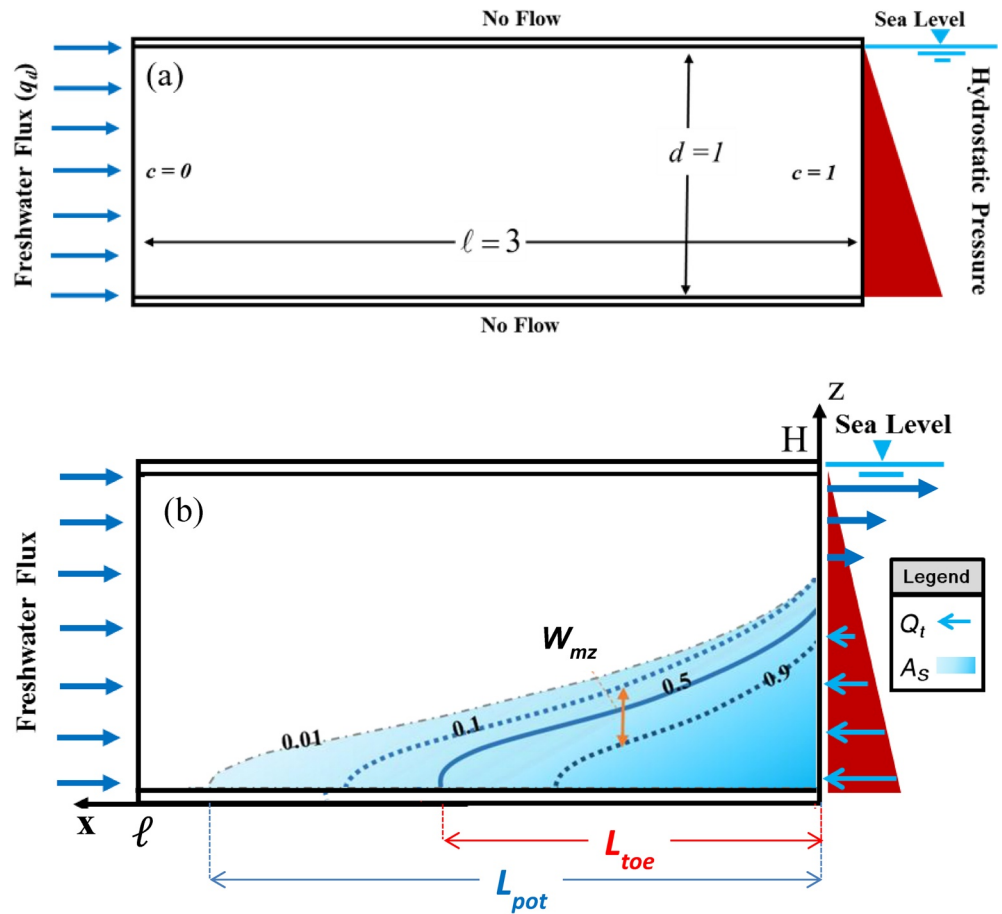 No Flow
Sea Level
(a)
Freshwater Flux (q_d)
c = 0
d = 1
c = 1
ℓ = 3
Hydrostatic Pressure
No Flow
z
H
Sea Level
(b)
Freshwater Flux
Legend
Q_t
A_S
W_mz
0.01
0.1
0.5
0.9
x
ℓ
L_toe
L_pot